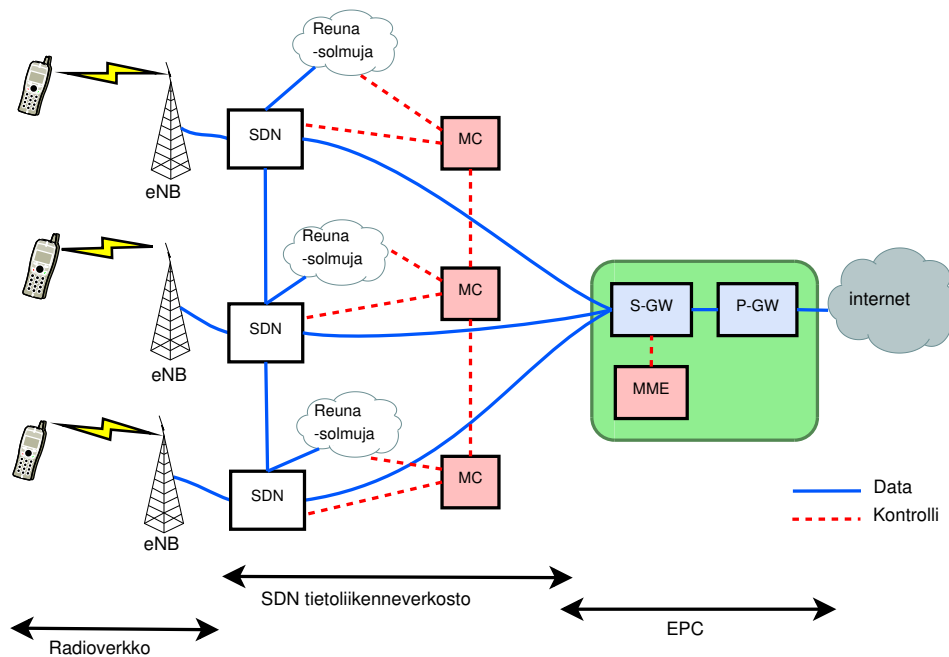 Reuna
-solmuja
SDN
MC
eNB
Reuna
-solmuja
SDN
MC
eNB
S-GW
P-GW
internet
MME
Reuna
-solmuja
SDN
MC
eNB
Data
Kontrolli
SDN tietoliikenneverkosto
EPC
Radioverkko